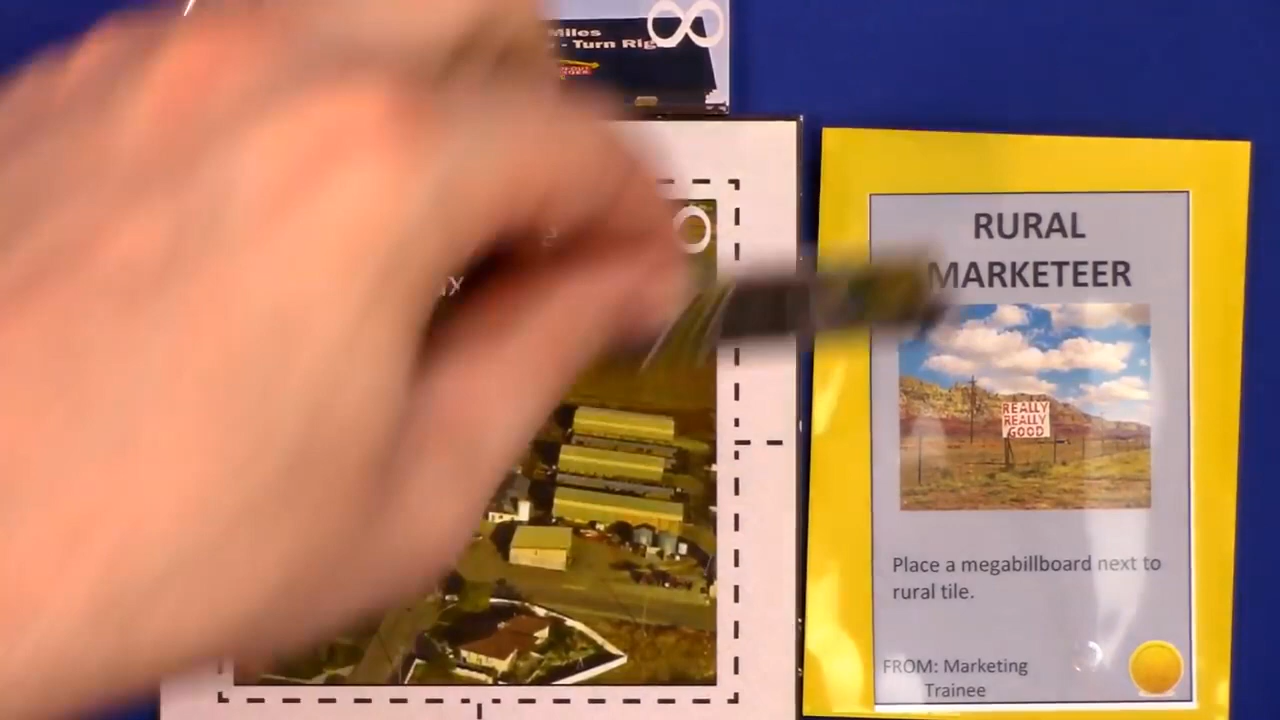 Miles
- Turn Rig
RURAL
MARKETEER
REALLY
REALLY
GOOD
Place a megabillboard next to
rural tile.
FROM: Marketing
Trainee